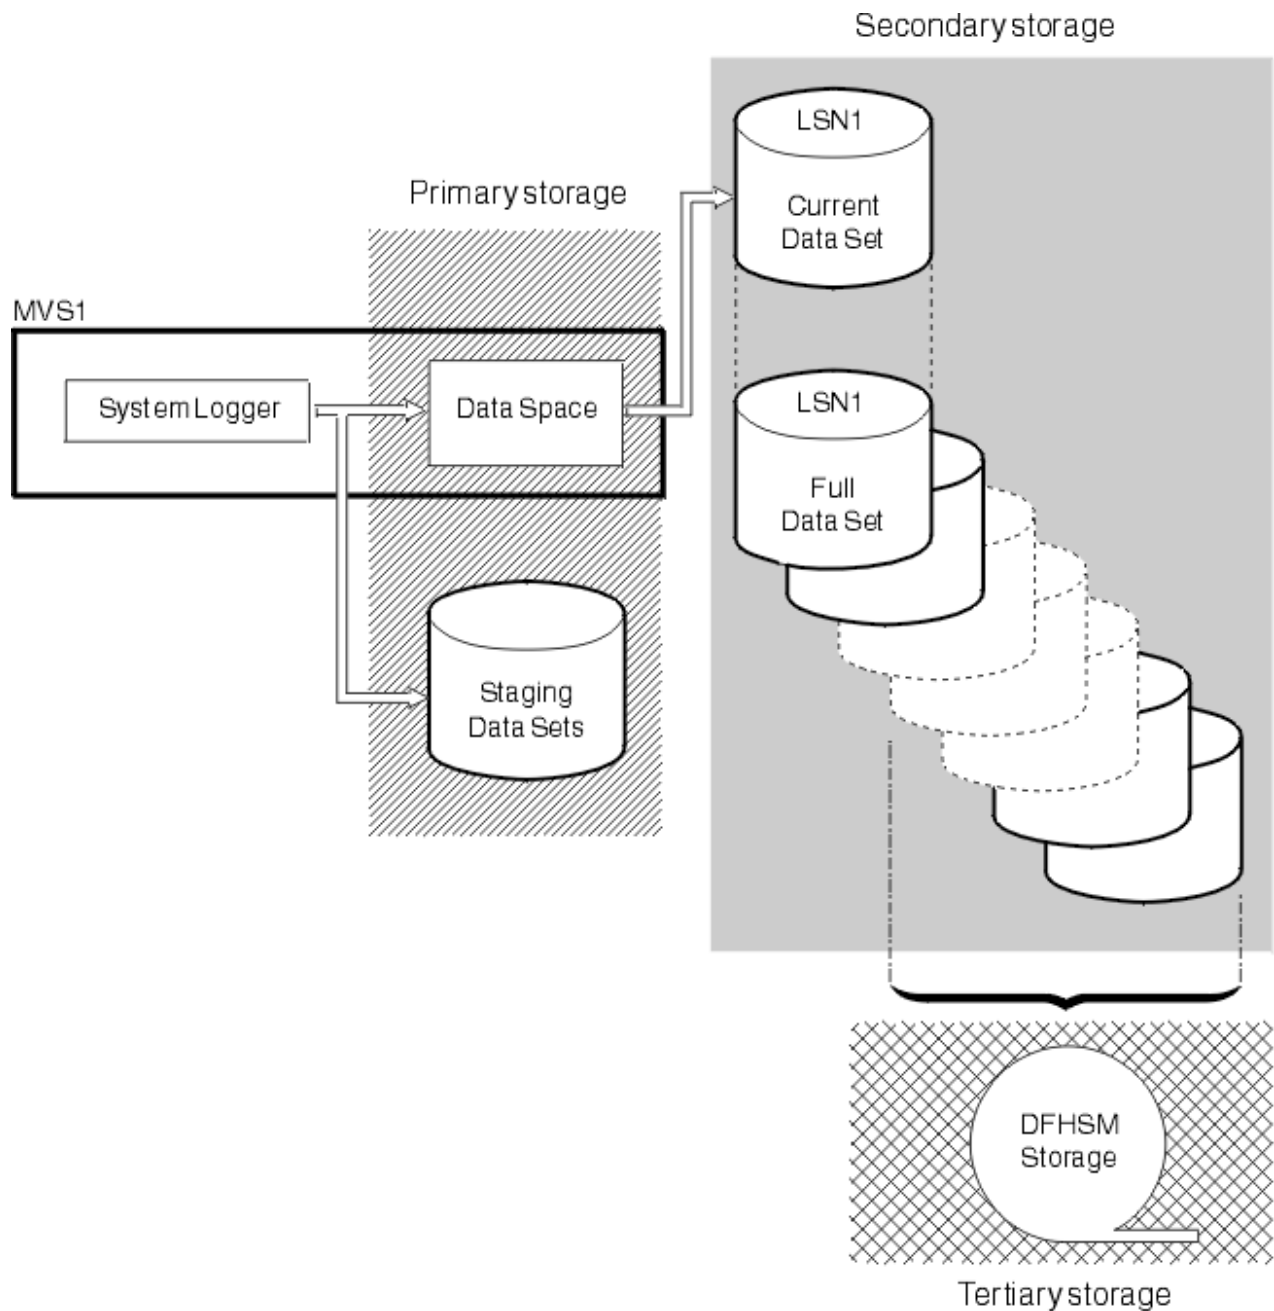 Secondary storage
LSN1
Current
Data Set
Primary storage
MVS1
System Logger
Data Space
LSN1
Full
Data Set
Staging
Data Sets
DFHSM
Storage
Tertiary storage